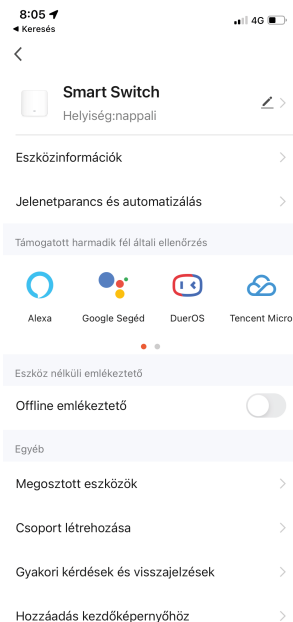 8:05
4G
◀ Keresés
Smart Switch
Helyiség:nappali
Eszközinformációk
Jelenetparancs és automatizálás
Támogatott harmadik fél általi ellenőrzés
Alexa
Google Segéd
DuerOS
Tencent Micro
Eszköz nélküli emlékeztető
Offline emlékeztető
Egyéb
Megosztott eszközök
Csoport létrehozása
Gyakori kérdések és visszajelzések
Hozzáadás kezdőképernyőhöz